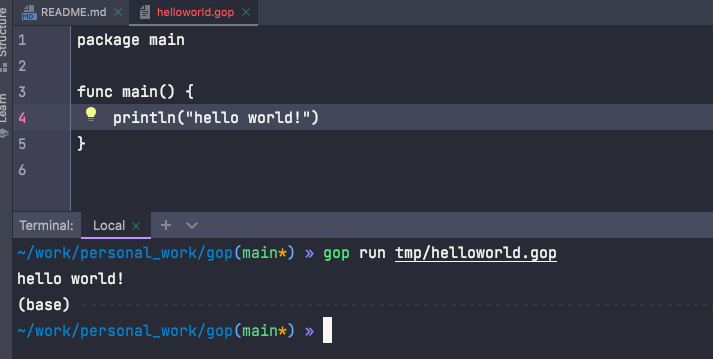 Structure
Learn
README.md
helloworld.gop
1 package main
2
3 func main() {
4 println("hello world!")
5 }
6
Terminal: Local
~/work/personal_work/gop(main*) » gop run tmp/helloworld.gop
hello world!
(base)
~/work/personal_work/gop(main*) »